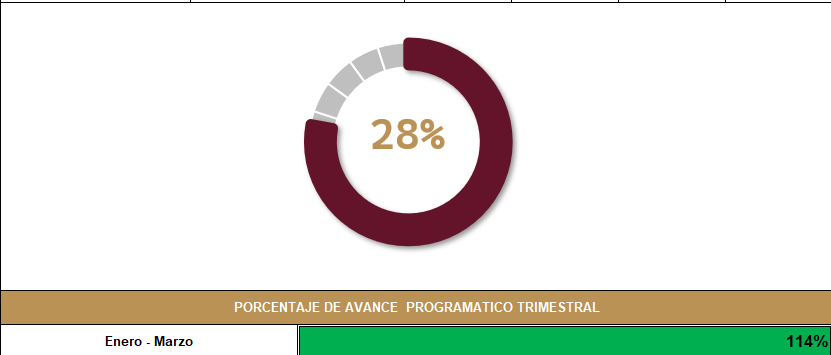 28%
PORCENTAJE DE AVANCE  PROGRAMATICO TRIMESTRAL
Enero - Marzo 114%